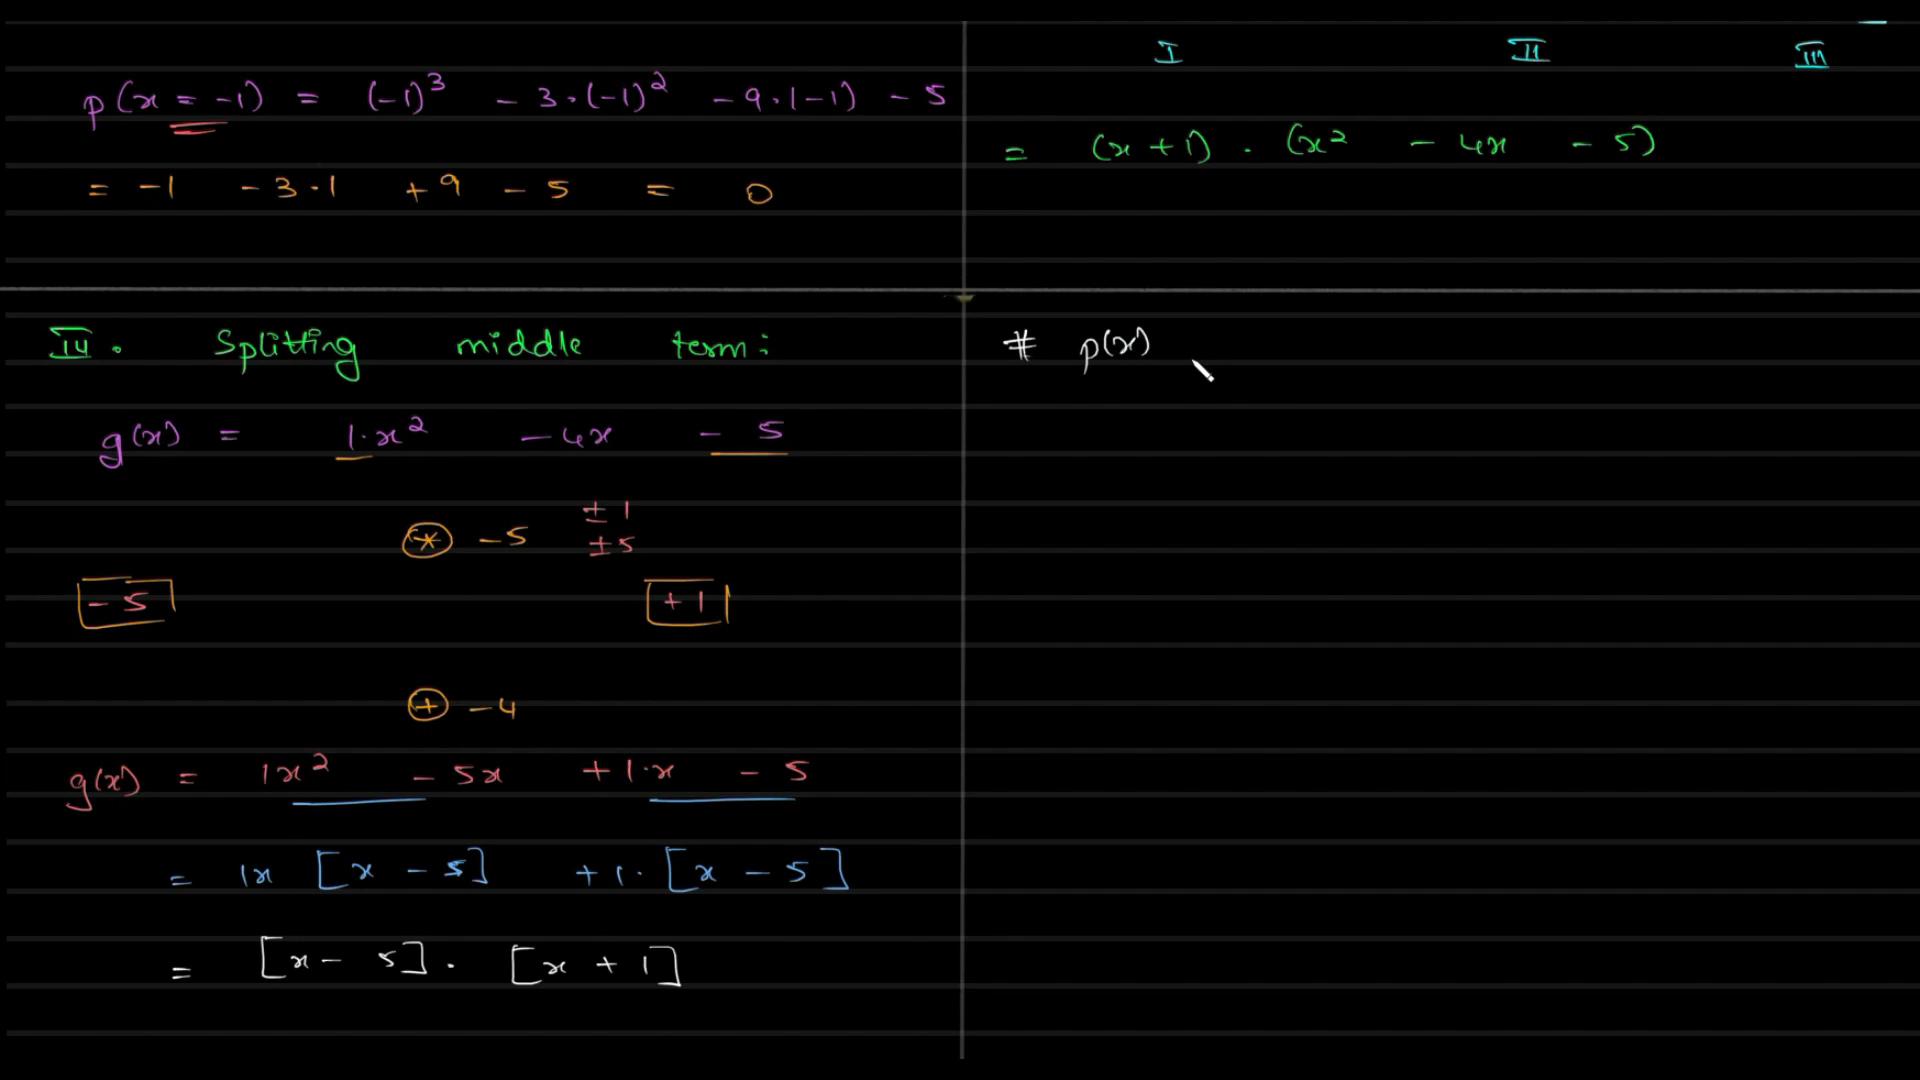 p(x = -1) = (-1)³ - 3·(-1)² - 9·(-1) - 5
= -1 - 3·1 + 9 - 5 = 0
I II III
= (x + 1) · (x² - 4x - 5)
IV. Splitting middle term:
g(x) = 1·x² - 4x - 5
± 1
* -5
± 5
- 5 + 1
+ -4
g(x) = 1x² - 5x + 1·x - 5
= 1x [x - 5] + 1· [x - 5]
= [x - 5] · [x + 1]
# p(x)